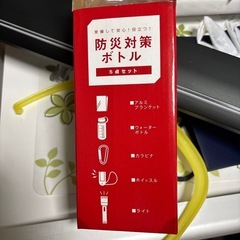 常備して安心!役立つ!
防災対策
ボトル
5点セット
アルミ
ブランケット
ウォーター
ボトル
カラビナ
ホイッスル
ライト